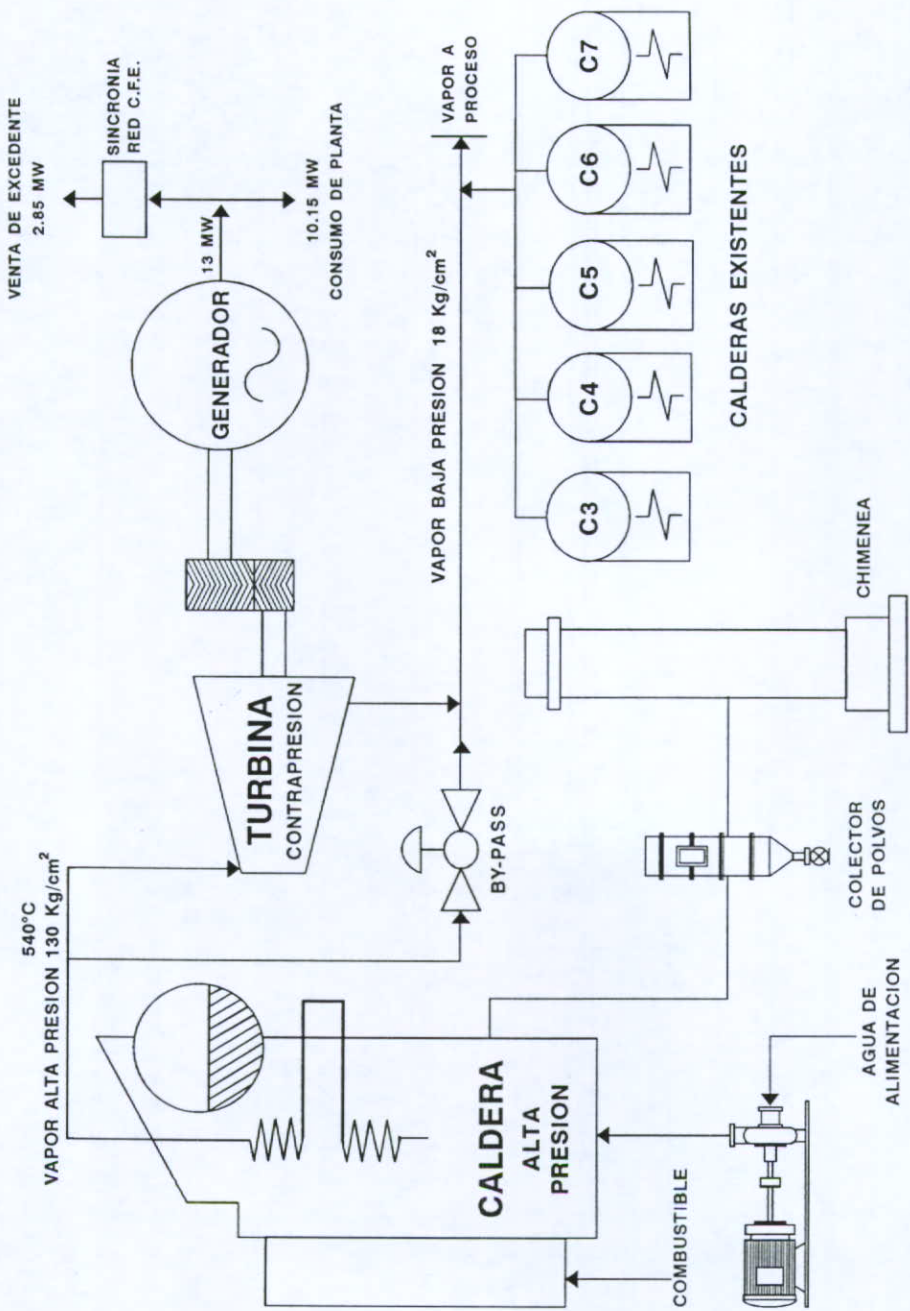 VENTA DE EXCEDENTE
2.85 MW
SINCRONIA
RED C.F.E.
13 MW
10.15 MW
CONSUMO DE PLANTA
GENERADOR
540°C
VAPOR ALTA PRESION 130 Kg/cm²
TURBINA
CONTRAPRESION
VAPOR BAJA PRESION 18 Kg/cm²
VAPOR A
PROCESO
BY-PASS
CALDERA
ALTA
PRESION
C3
C4
C5
C6
C7
CALDERAS EXISTENTES
CHIMENEA
COLECTOR
DE POLVOS
COMBUSTIBLE
AGUA DE
ALIMENTACION